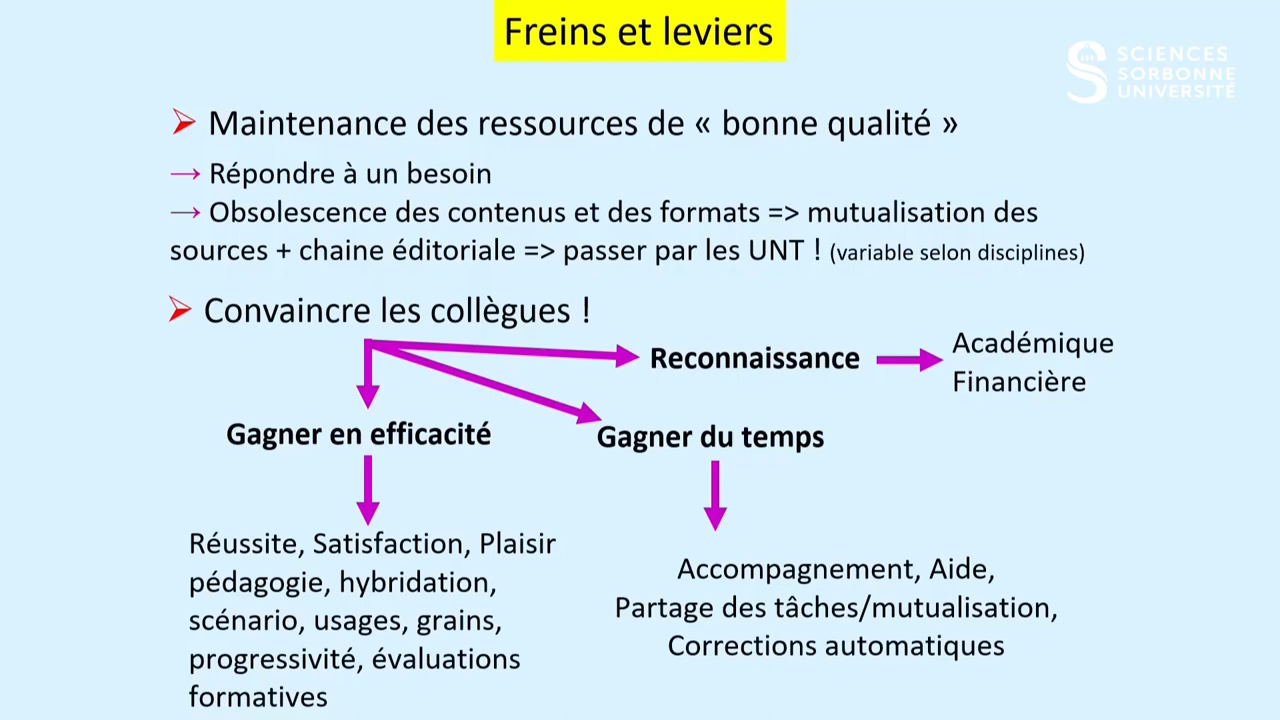 Freins et leviers
SCIENCES
SORBONNE
UNIVERSITÉ
Maintenance des ressources de « bonne qualité »
→ Répondre à un besoin
→ Obsolescence des contenus et des formats => mutualisation des
sources + chaine éditoriale => passer par les UNT ! (variable selon disciplines)
Convaincre les collègues !
Reconnaissance
Académique
Financière
Gagner en efficacité
Gagner du temps
Réussite, Satisfaction, Plaisir
pédagogie, hybridation,
scénario, usages, grains,
progressivité, évaluations
formatives
Accompagnement, Aide,
Partage des tâches/mutualisation,
Corrections automatiques